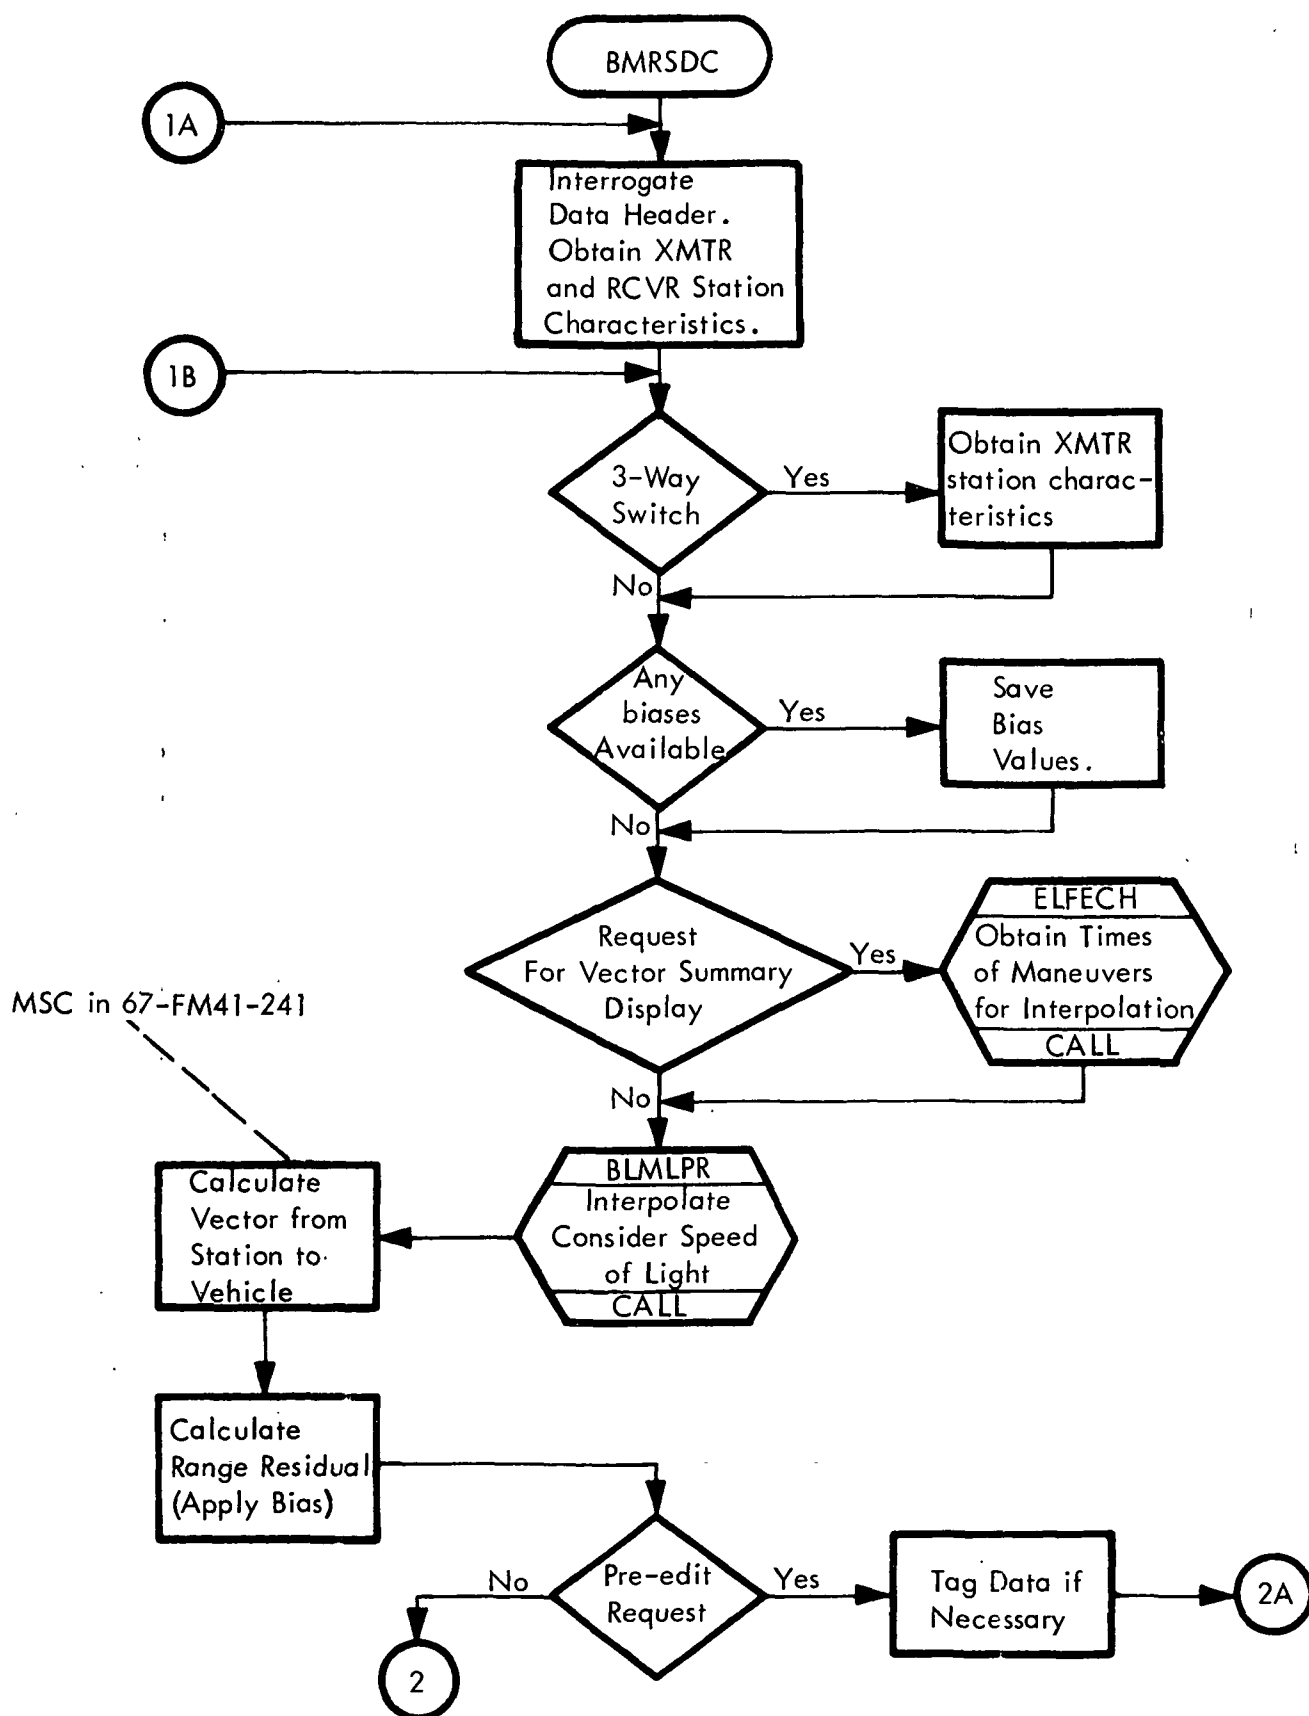 BMRSDC
1A
Interrogate
Data Header.
Obtain XMTR
and RCVR Station
Characteristics.
1B
3-Way
Switch
Yes
Obtain XMTR
station charac-
teristics
No
Any
biases
Available
Yes
Save
Bias
Values.
No
Request
For Vector Summary
Display
Yes
ELFECH
Obtain Times
of Maneuvers
for Interpolation
CALL
MSC in 67-FM41-241
No
BLMLPR
Interpolate
Consider Speed
of Light
CALL
Calculate
Vector from
Station to
Vehicle
Calculate
Range Residual
(Apply Bias)
Pre-edit
Request
No
Yes
Tag Data if
Necessary
2A
2